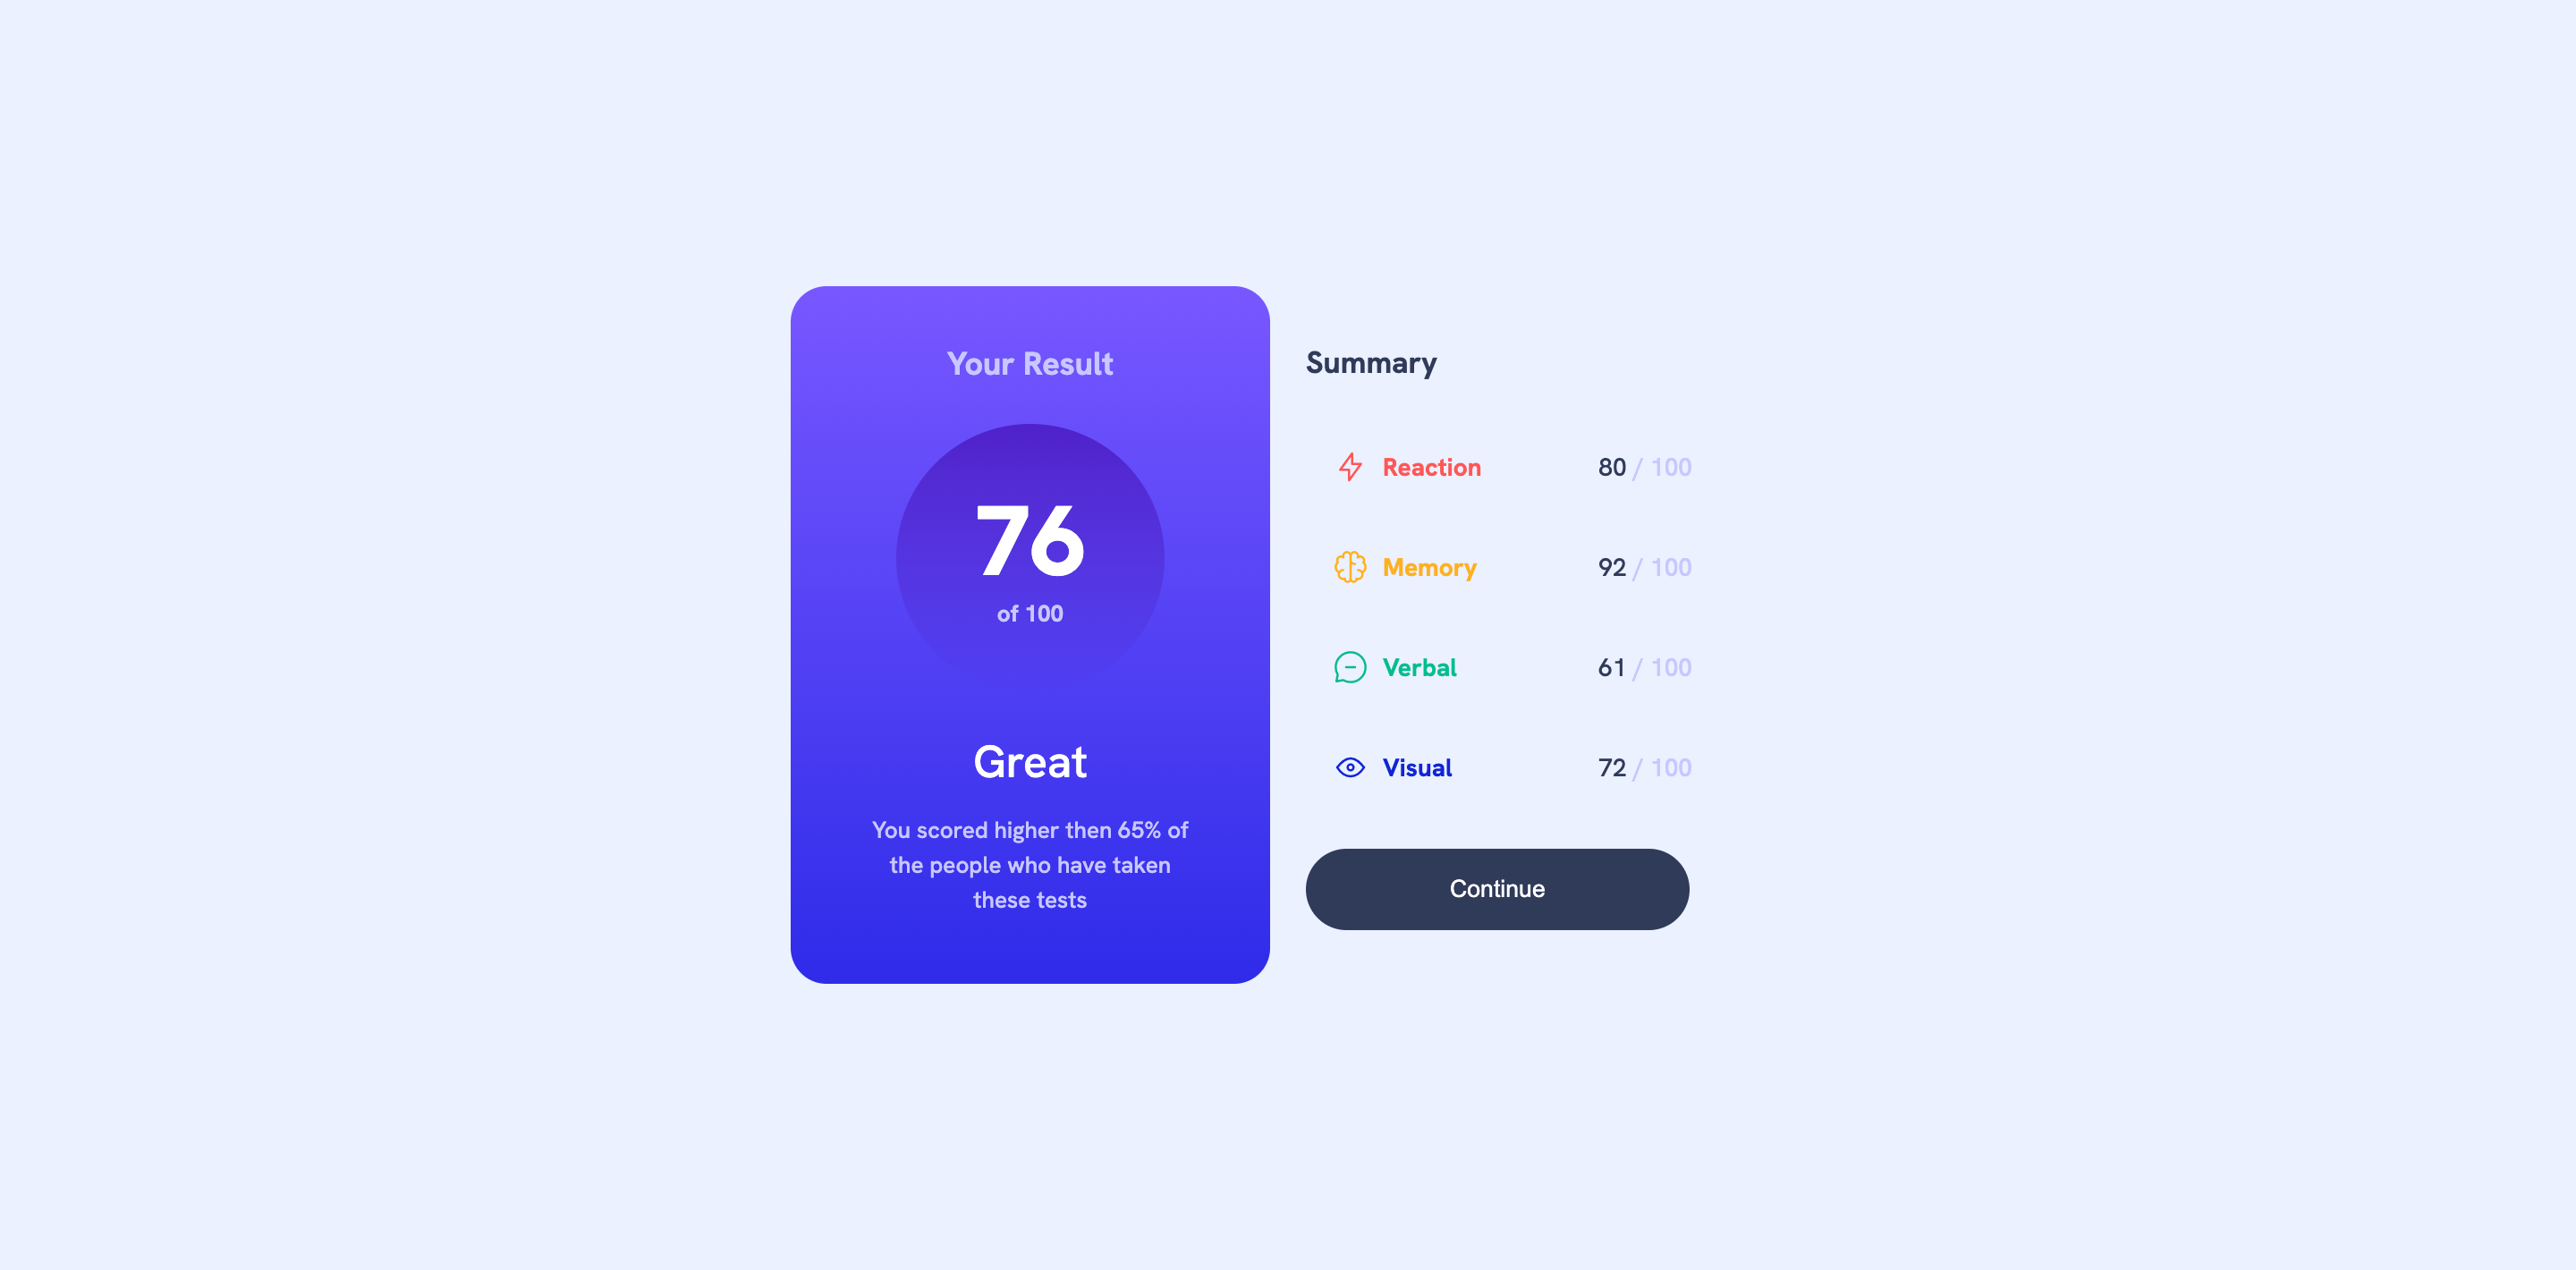 Your Result
76
of 100
Great
You scored higher then 65% of
the people who have taken
these tests
Summary
Reaction 80 / 100
Memory 92 / 100
Verbal 61 / 100
Visual 72 / 100
Continue